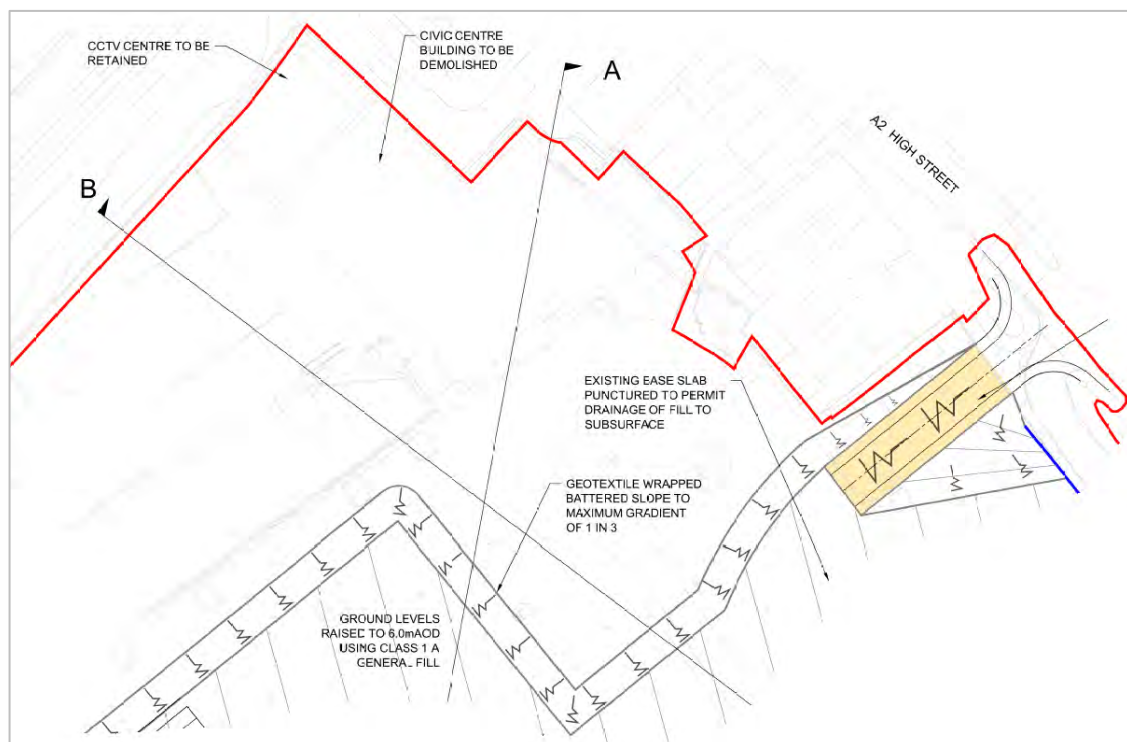 CCTV CENTRE TO BE
RETAINED
CIVIC CENTRE
BUILDING TO BE
DEMOLISHED
A
A2 HIGH STREET
B
EXISTING EASE SLAB
PUNCTURED TO PERMIT
DRAINAGE OF FILL TO
SUBSURFACE
GEOTEXTILE WRAPPED
BATTERED SLOPE TO
MAXIMUM GRADIENT
OF 1 IN 3
GROUND LEVELS
RAISED TO 6.0mAOD
USING CLASS 1 A
GENERAL FILL